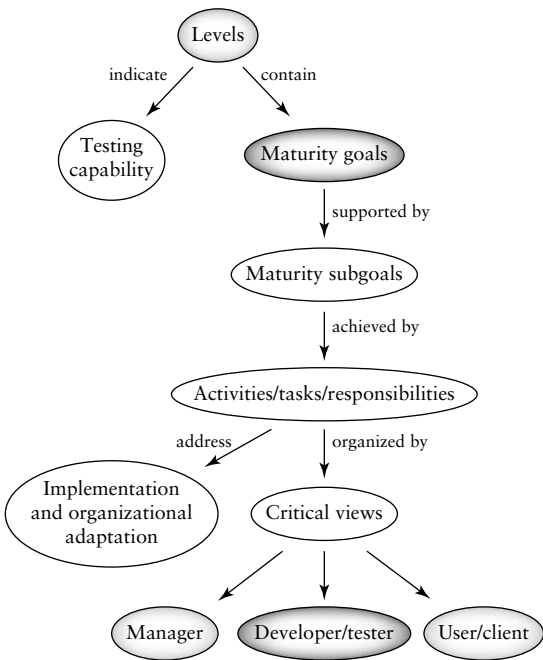 Levels
indicate
contain
Testing
capability
Maturity goals
supported by
Maturity subgoals
achieved by
Activities/tasks/responsibilities
address
organized by
Implementation
and organizational
adaptation
Critical views
Manager
Developer/tester
User/client